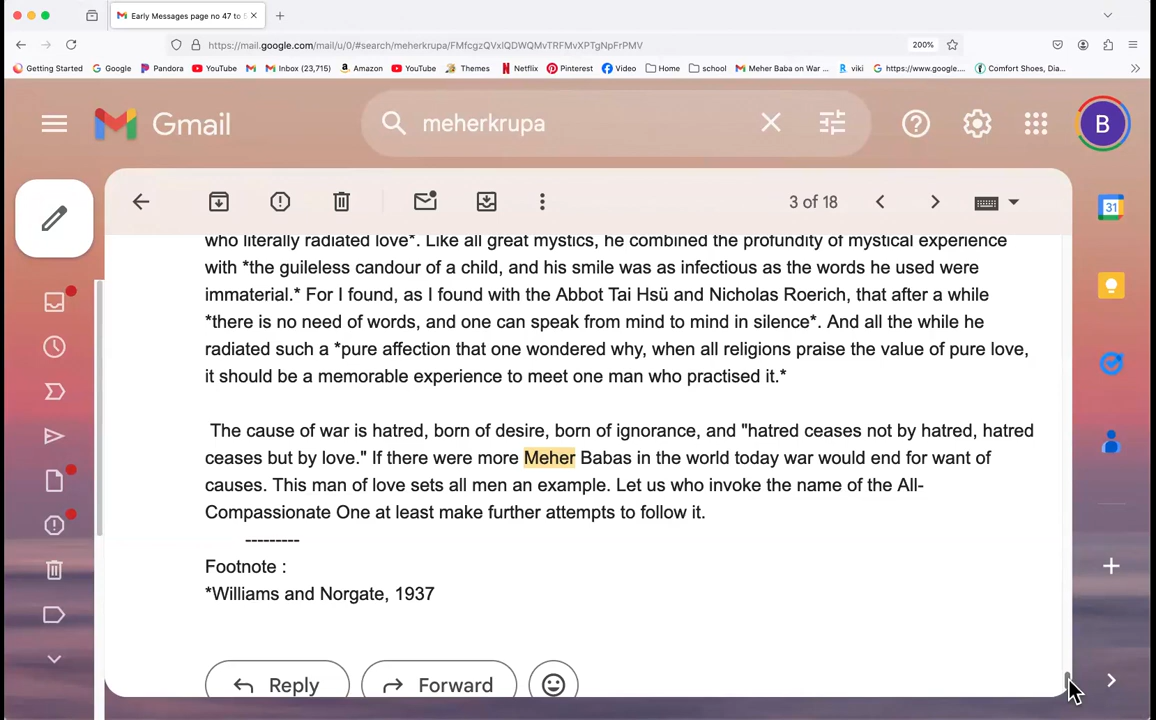 Early Messages page no 47 to
https://mail.google.com/mail/u/0/#search/meherkrupa/FMfcgzQVxlQDWQMvTRFMvXPTgNpFrPMV
200%
Getting Started Google Pandora YouTube Inbox (23,715) Amazon YouTube Themes Netflix Pinterest Video Home school Meher Baba on War ... viki https://www.google.... Comfort Shoes, Dia...
Gmail
meherkrupa
B
3 of 18
31
who literally radiated love*. Like all great mystics, he combined the profundity of mystical experience
with *the guileless candour of a child, and his smile was as infectious as the words he used were
immaterial.* For I found, as I found with the Abbot Tai Hsü and Nicholas Roerich, that after a while
*there is no need of words, and one can speak from mind to mind in silence*. And all the while he
radiated such a *pure affection that one wondered why, when all religions praise the value of pure love,
it should be a memorable experience to meet one man who practised it.*
The cause of war is hatred, born of desire, born of ignorance, and "hatred ceases not by hatred, hatred
ceases but by love." If there were more Meher Babas in the world today war would end for want of
causes. This man of love sets all men an example. Let us who invoke the name of the All-
Compassionate One at least make further attempts to follow it.
---------
Footnote :
*Williams and Norgate, 1937
Reply Forward